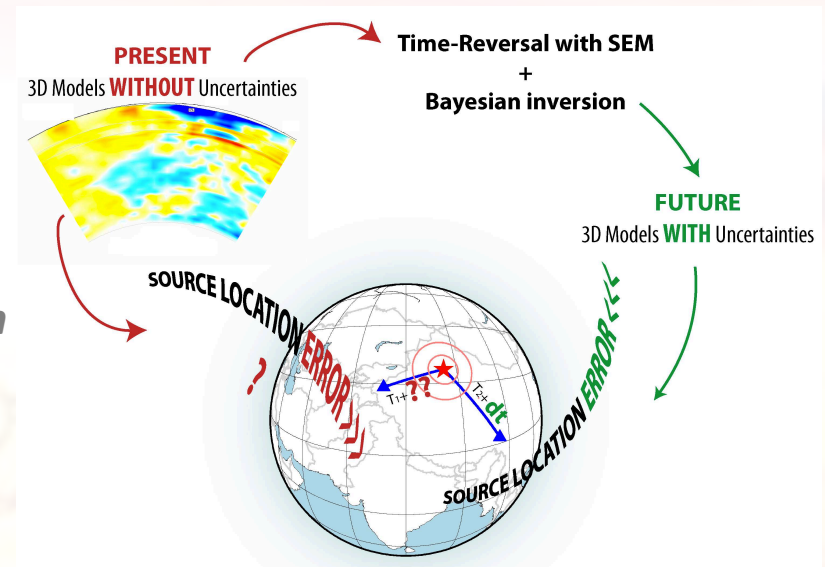 PRESENT
3D Models WITHOUT Uncertainties
Time-Reversal with SEM
+
Bayesian inversion
FUTURE
3D Models WITH Uncertainties
SOURCE LOCATION ERROR
?
T1+??
T2+dt
SOURCE LOCATION ERROR